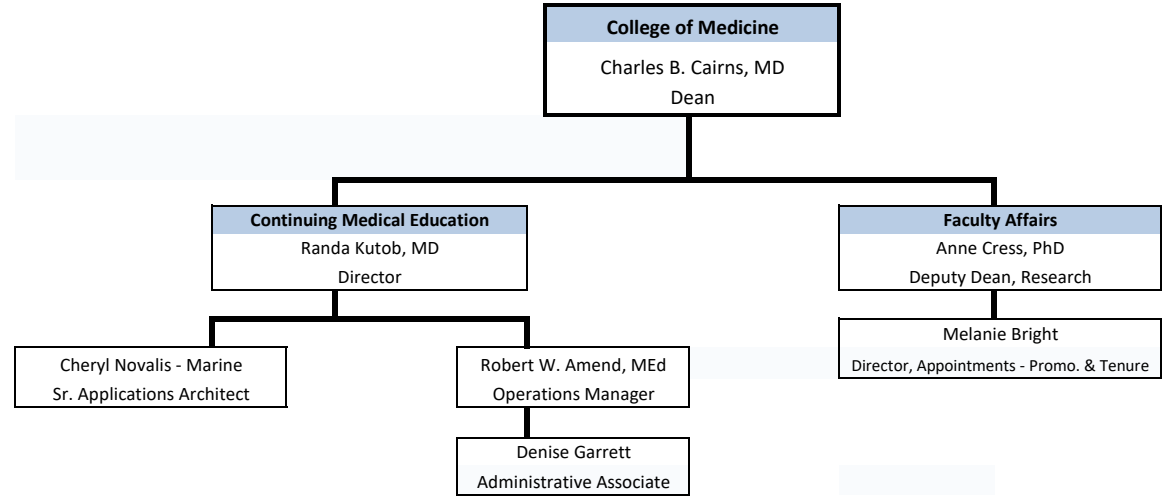 College of Medicine
Charles B. Cairns, MD
Dean
Continuing Medical Education
Randa Kutob, MD
Director
Faculty Affairs
Anne Cress, PhD
Deputy Dean, Research
Cheryl Novalis - Marine
Sr. Applications Architect
Robert W. Amend, MEd
Operations Manager
Melanie Bright
Director, Appointments - Promo. & Tenure
Denise Garrett
Administrative Associate